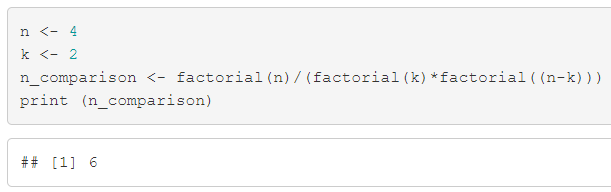 n <- 4
k <- 2
n_comparison <- factorial(n)/(factorial(k)*factorial((n-k)))
print (n_comparison)
## [1] 6